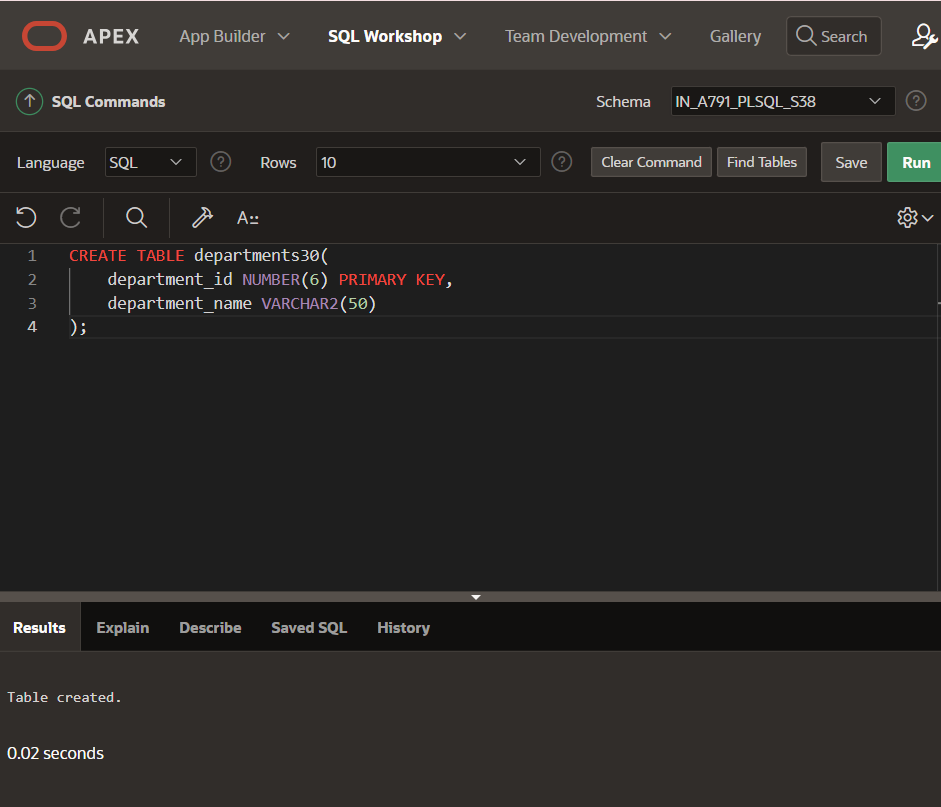 APEX App Builder SQL Workshop Team Development Gallery Search
SQL Commands Schema IN_A791_PLSQL_S38 ?
Language SQL ? Rows 10 ? Clear Command Find Tables Save Run
A::
1 CREATE TABLE departments30(
2 department_id NUMBER(6) PRIMARY KEY,
3 department_name VARCHAR2(50)
4 );
Results Explain Describe Saved SQL History
Table created.
0.02 seconds